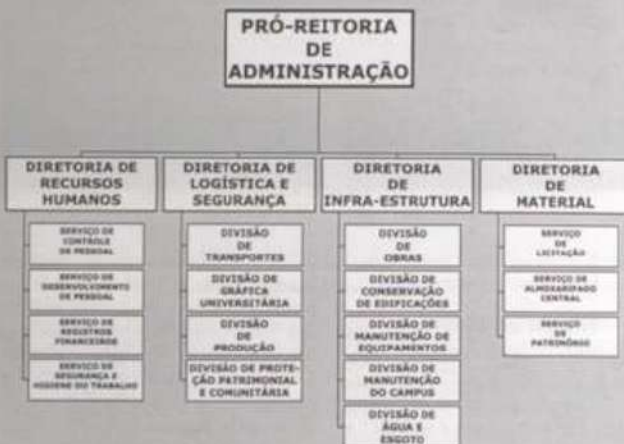 PRÓ-REITORIA
DE
ADMINISTRAÇÃO
DIRETORIA DE
RECURSOS
HUMANOS
SERVIÇO DE
CONTRÔLE
DE PESSOAL
SERVIÇO DE
DESENVOLVIMENTO
DE PESSOAL
SERVIÇO DE
REGISTROS
FINANCEIROS
SERVIÇO DE
SEGURANÇA E
HIGIENE DO TRABALHO
DIRETORIA DE
LOGÍSTICA E
SEGURANÇA
DIVISÃO
DE
TRANSPORTES
DIVISÃO DE
GRÁFICA
UNIVERSITÁRIA
DIVISÃO
DE
PRODUÇÃO
DIVISÃO DE PROTE-
ÇÃO PATRIMONIAL
E COMUNITÁRIA
DIRETORIA
DE
INFRA-ESTRUTURA
DIVISÃO
DE
OBRAS
DIVISÃO DE
CONSERVAÇÃO
DE EDIFICAÇÕES
DIVISÃO DE
MANUTENÇÃO DE
EQUIPAMENTOS
DIVISÃO DE
MANUTENÇÃO
DO CAMPUS
DIVISÃO DE
ÁGUA E
ESGOTO
DIRETORIA
DE
MATERIAL
SERVIÇO
DE
LICITAÇÃO
SERVIÇO DE
ALMOXARIFADO
CENTRAL
SERVIÇO
DE
PATRIMÔNIO